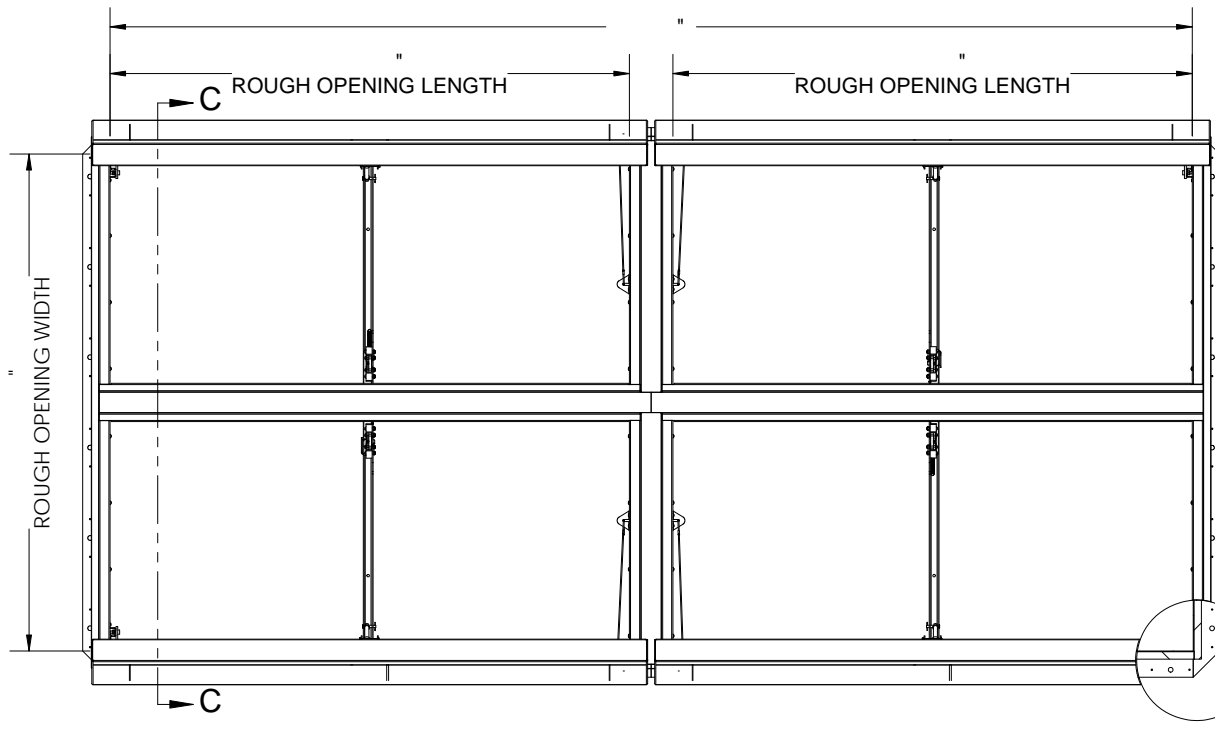 "
" "
ROUGH OPENING LENGTH ROUGH OPENING LENGTH
C
" ROUGH OPENING WIDTH
C